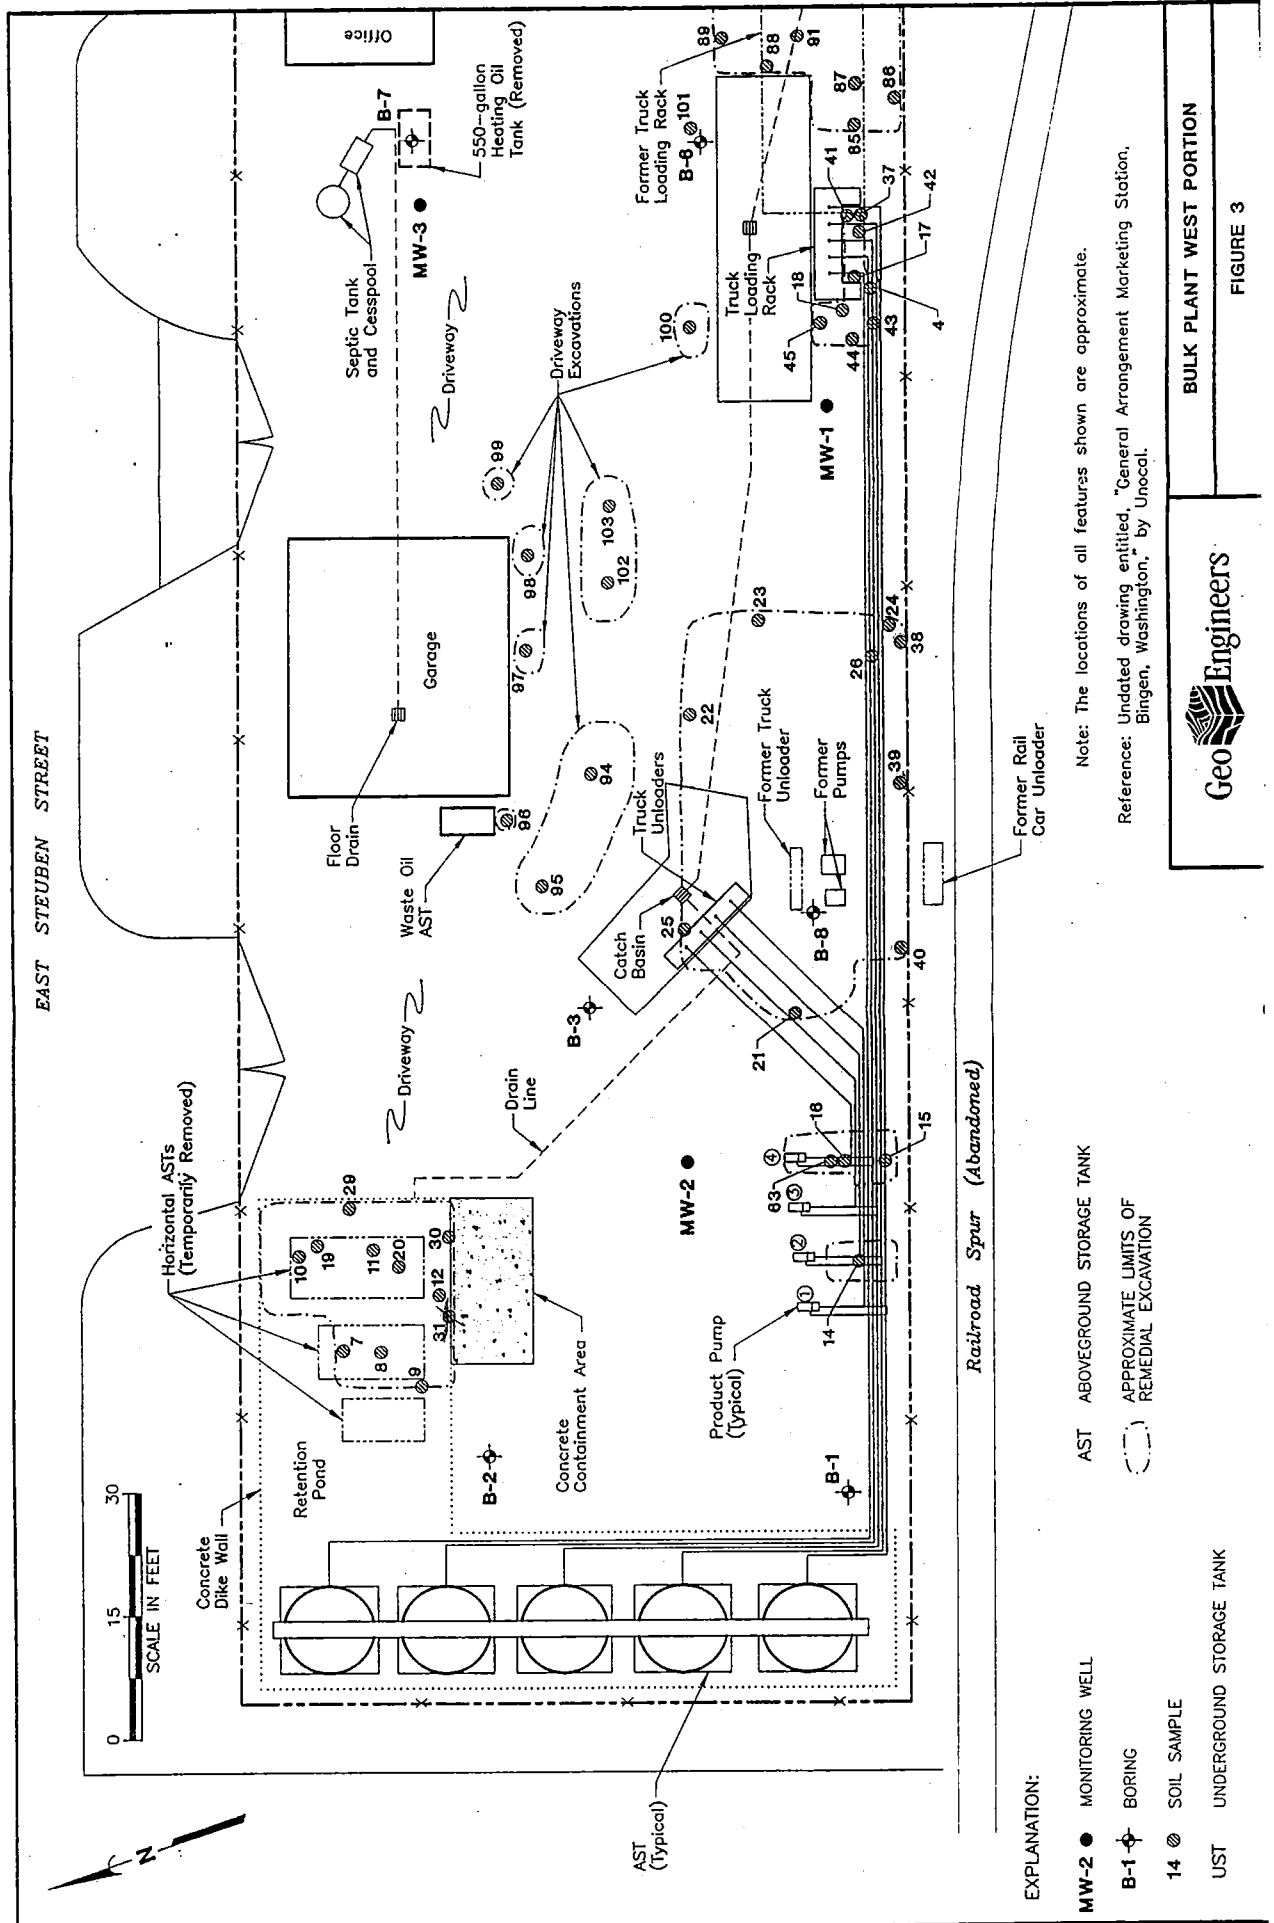 EAST STEUBEN STREET
0
15
30
SCALE IN FEET
N
Concrete
Dike Wall
Retention
Pond
Horizontal ASTs
(Temporarily Removed)
10
19
11
20
29
7
8
9
12
30
31
B-2
Concrete
Containment Area
Driveway
Drain
Line
Waste Oil
AST
96
Floor
Drain
Garage
Septic Tank
and Cesspool
Driveway
Office
B-7
550-gallon
Heating Oil
Tank (Removed)
MW-3
Driveway
Excavations
94
95
97
98
99
100
102
103
B-3
Catch
Basin
25
Truck
Unloaders
22
23
Former Truck
Unloader
Former
Pumps
B-8
21
MW-2
Product Pump
(Typical)
1
2
3
4
14
63
16
15
B-1
AST
(Typical)
40
39
38
24
26
Former Rail
Car Unloader
MW-1
Truck
Loading
Rack
Former Truck
Loading Rack
B-6
101
89
88
91
87
86
85
41
37
42
17
18
4
43
44
45
Railroad Spur (Abandoned)
EXPLANATION:
MW-2 MONITORING WELL
B-1 BORING
14 SOIL SAMPLE
UST UNDERGROUND STORAGE TANK
AST ABOVEGROUND STORAGE TANK
APPROXIMATE LIMITS OF
REMEDIAL EXCAVATION
Note: The locations of all features shown are approximate.
Reference: Undated drawing entitled, "General Arrangement Marketing Station,
Bingen, Washington," by Unocal.
Geo Engineers
BULK PLANT WEST PORTION
FIGURE 3